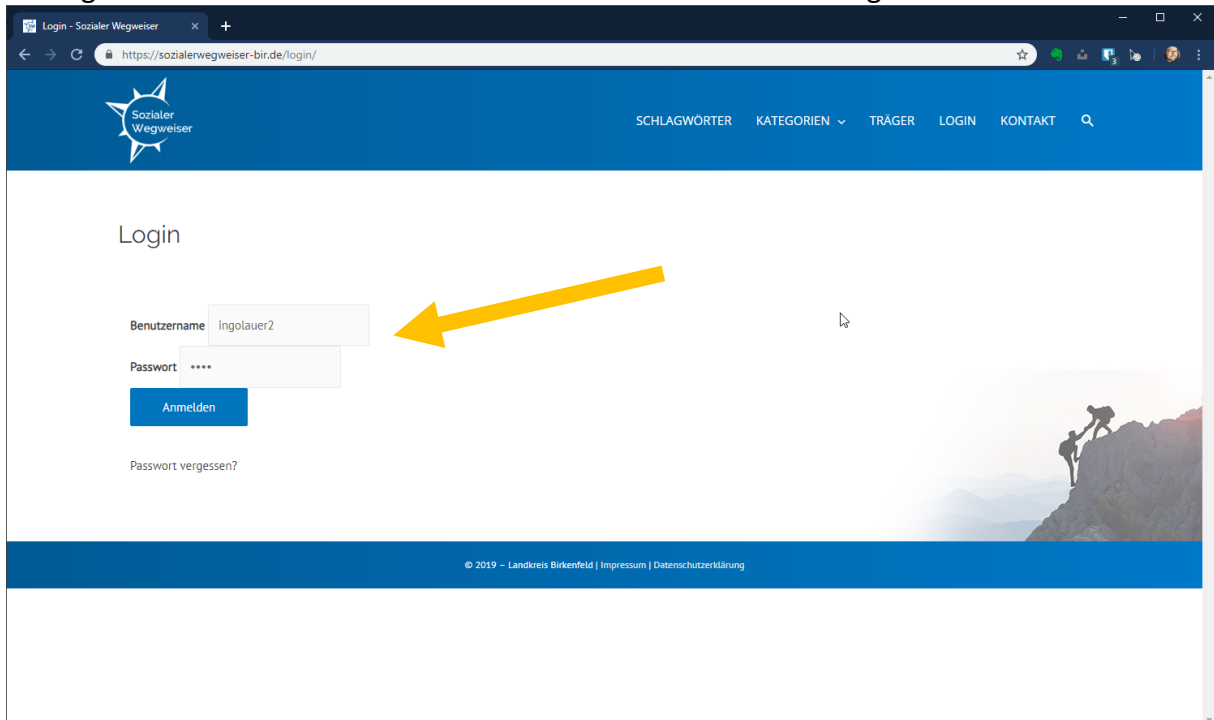 Login - Sozialer Wegweiser
https://sozialerwegweiser-bir.de/login/
3
Sozialer
Wegweiser
SCHLAGWÖRTER KATEGORIEN TRÄGER LOGIN KONTAKT
Login
Benutzername ingolauer2
Passwort ••••
Anmelden
Passwort vergessen?
© 2019 – Landkreis Birkenfeld | Impressum | Datenschutzerklärung